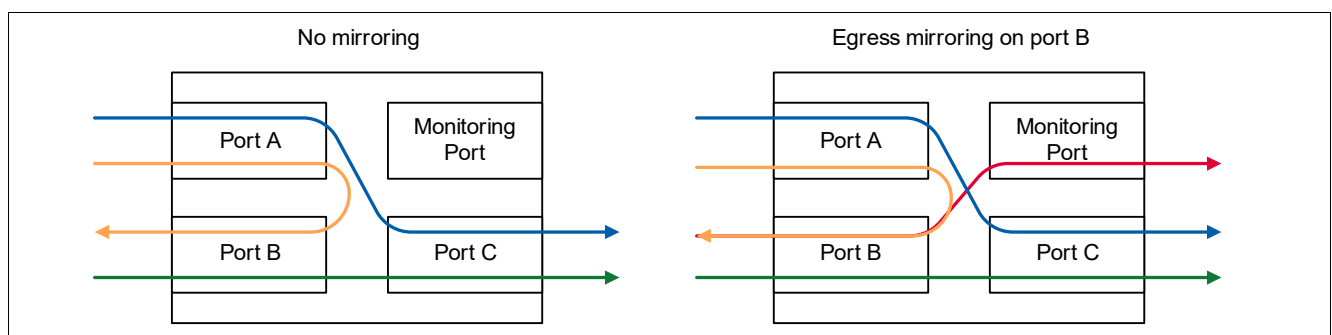 No mirroring
Port A
Monitoring
Port
Port B
Port C
Egress mirroring on port B
Port A
Monitoring
Port
Port B
Port C